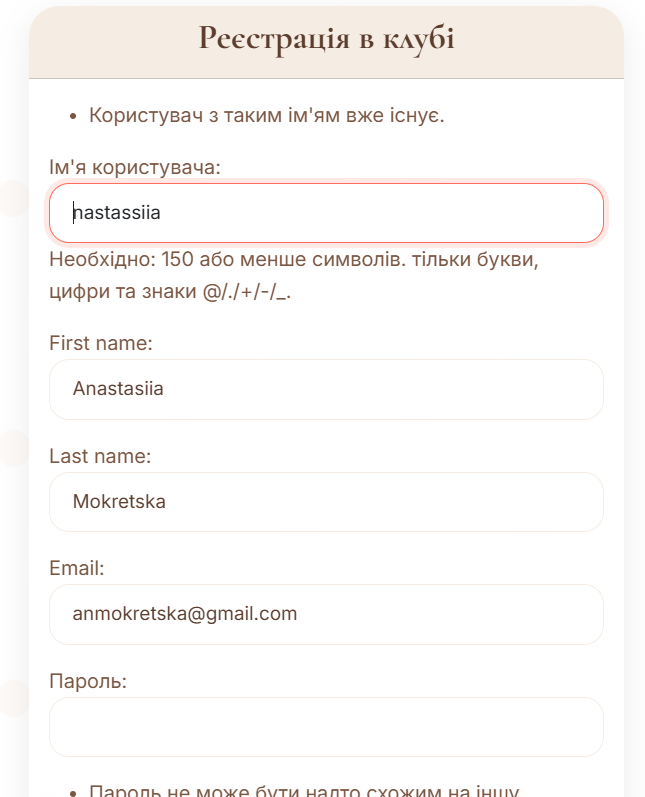 Реєстрація в клубі
• Користувач з таким ім'ям вже існує.
Ім'я користувача:
nastassiia
Необхідно: 150 або менше символів. тільки букви,
цифри та знаки @/./+/-/_.
First name:
Anastasiia
Last name:
Mokretska
Email:
anmokretska@gmail.com
Пароль:
• Пароль не може бути надто схожим на іншу